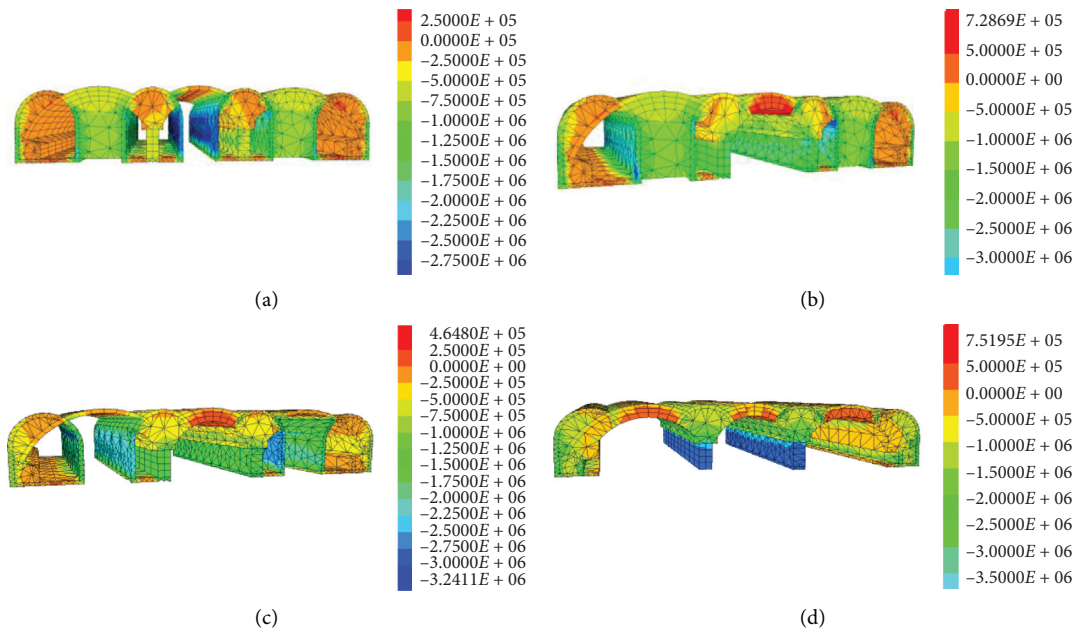 2.5000E + 05
0.0000E + 05
–2.5000E + 05
–5.0000E + 05
–7.5000E + 05
–1.0000E + 06
–1.2500E + 06
–1.5000E + 06
–1.7500E + 06
–2.0000E + 06
–2.2500E + 06
–2.5000E + 06
–2.7500E + 06
(a)
7.2869E + 05
5.0000E + 05
0.0000E + 00
–5.0000E + 05
–1.0000E + 06
–1.5000E + 06
–2.0000E + 06
–2.5000E + 06
–3.0000E + 06
(b)
4.6480E + 05
2.5000E + 05
0.0000E + 00
–2.5000E + 05
–5.0000E + 05
–7.5000E + 05
–1.0000E + 06
–1.2500E + 06
–1.5000E + 06
–1.7500E + 06
–2.0000E + 06
–2.2500E + 06
–2.5000E + 06
–2.7500E + 06
–3.0000E + 06
–3.2411E + 06
(c)
7.5195E + 05
5.0000E + 05
0.0000E + 00
–5.0000E + 05
–1.0000E + 06
–1.5000E + 06
–2.0000E + 06
–2.5000E + 06
–3.0000E + 06
–3.5000E + 06
(d)